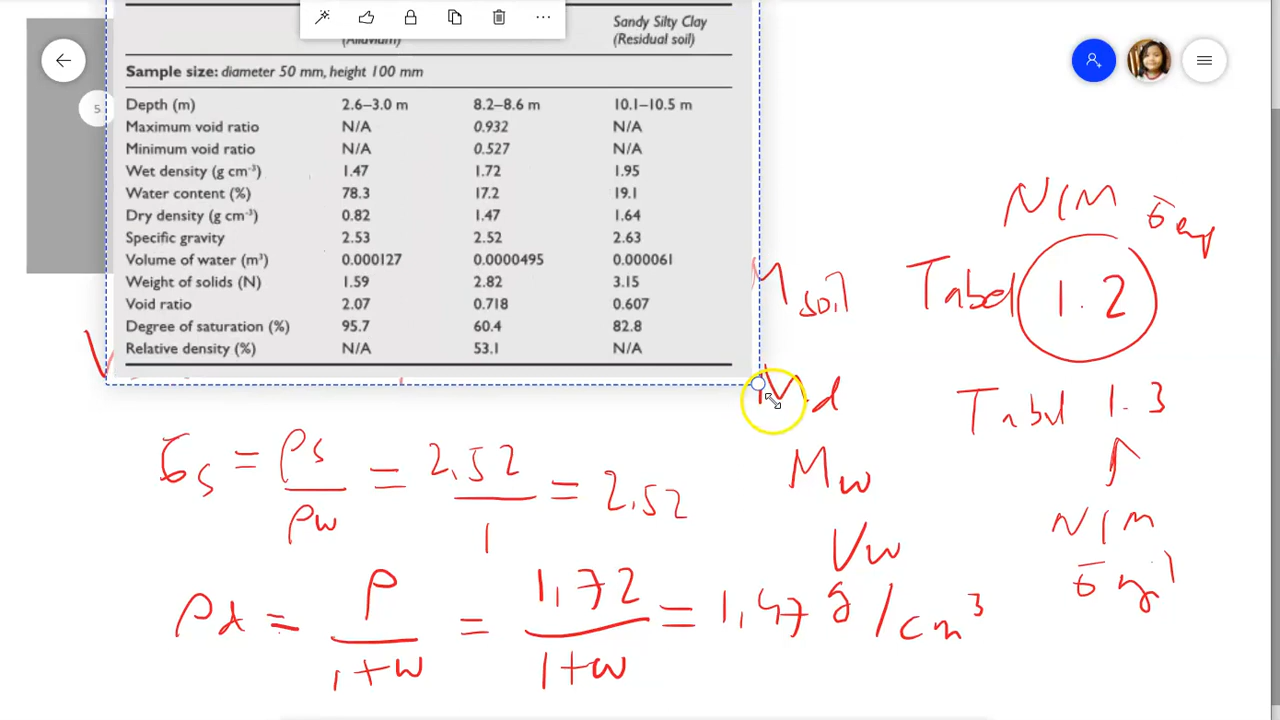 Sandy Silty Clay
(Alluvium) (Residual soil)
Sample size: diameter 50 mm, height 100 mm
Depth (m) 2.6–3.0 m 8.2–8.6 m 10.1–10.5 m
Maximum void ratio N/A 0.932 N/A
Minimum void ratio N/A 0.527 N/A
Wet density (g cm⁻³) 1.47 1.72 1.95
Water content (%) 78.3 17.2 19.1
Dry density (g cm⁻³) 0.82 1.47 1.64
Specific gravity 2.53 2.52 2.63
Volume of water (m³) 0.000127 0.0000495 0.000061
Weight of solids (N) 1.59 2.82 3.15
Void ratio 2.07 0.718 0.607
Degree of saturation (%) 95.7 60.4 82.8
Relative density (%) N/A 53.1 N/A
5
NIM
Tabel 1.2
M soil
Tabel 1.3
Md
Mw
NIM
Vw
Gs = ρs / ρw = 2,52 / 1 = 2,52
ρd = ρ / 1+w = 1,72 / 1+w = 1,47 g/cm³